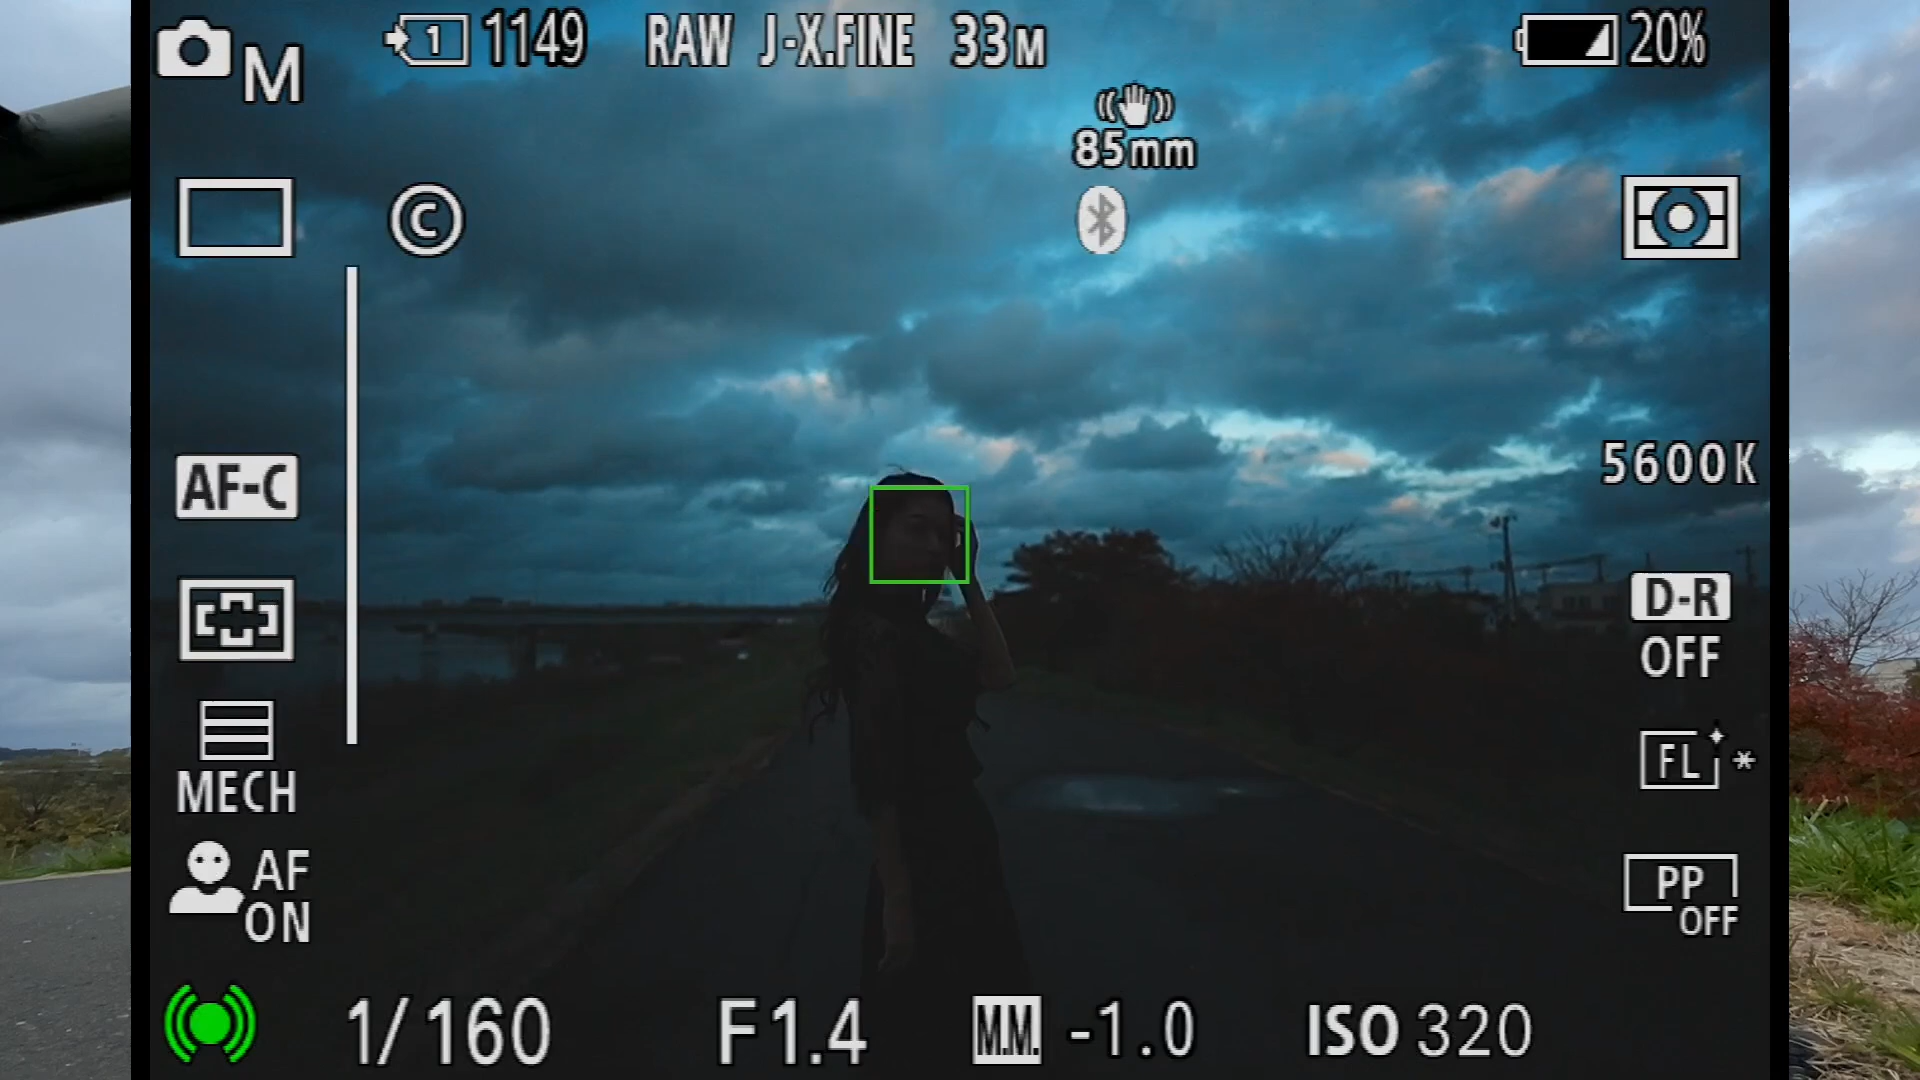 M 1 1149 RAW J-X.FINE 33M 20%
85mm
©
AF-C
5600K
D-R
OFF
MECH
FL *
AF
ON
PP
OFF
1/160 F1.4 M.M. -1.0 ISO 320